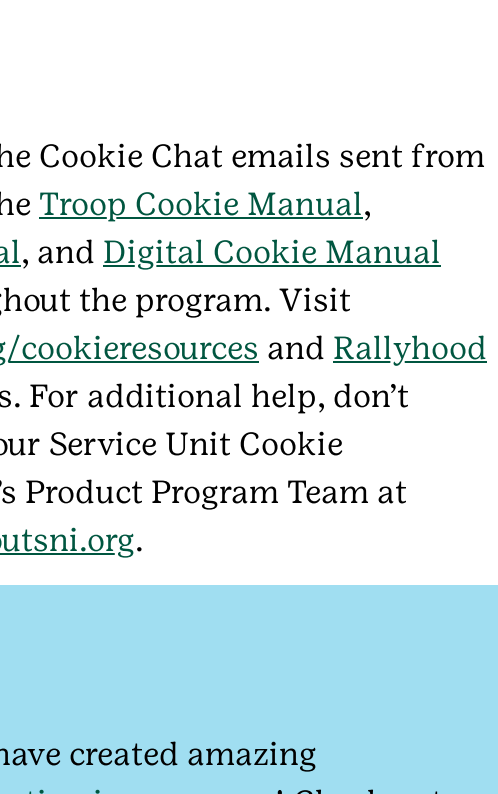 he Cookie Chat emails sent from
he Troop Cookie Manual,
al, and Digital Cookie Manual
ghout the program. Visit
g/cookieresources and Rallyhood
s. For additional help, don’t
our Service Unit Cookie
’s Product Program Team at
outsni.org.
have created amazing